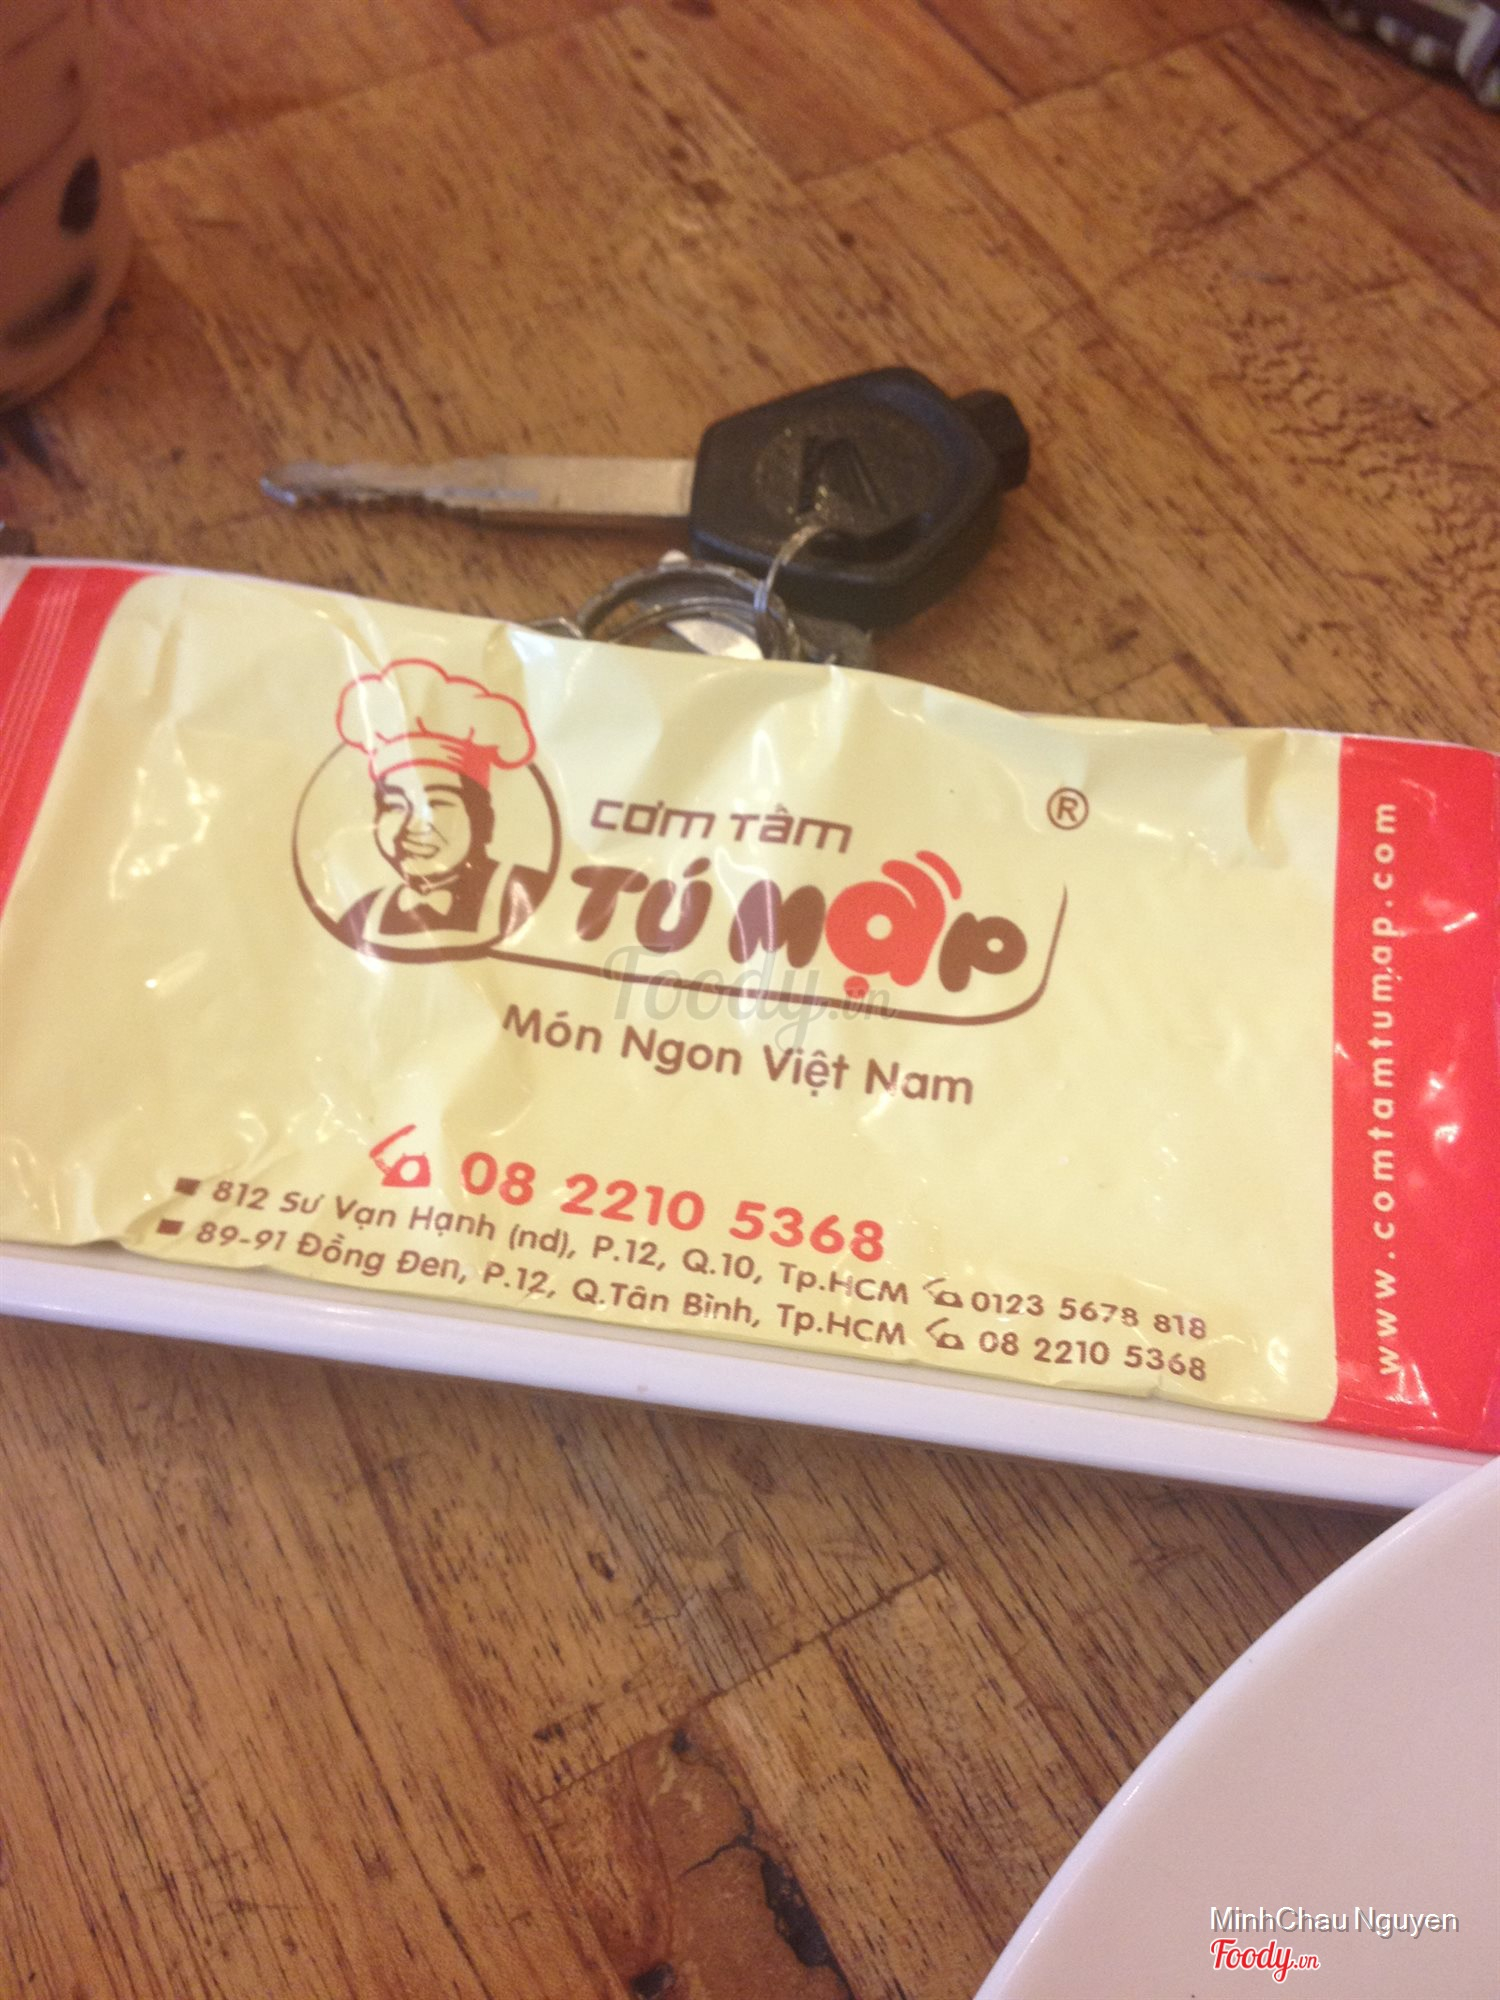 CƠM TẤM
TÚ MẬP
®
Món Ngon Việt Nam
08 2210 5368
812 Sư Vạn Hạnh (nd), P.12, Q.10, Tp.HCM 0123 5678 818
89-91 Đồng Đen, P.12, Q.Tân Bình, Tp.HCM 08 2210 5368
www.comtamtumap.com
Foody.vn
MinhChau Nguyen
Foody.vn